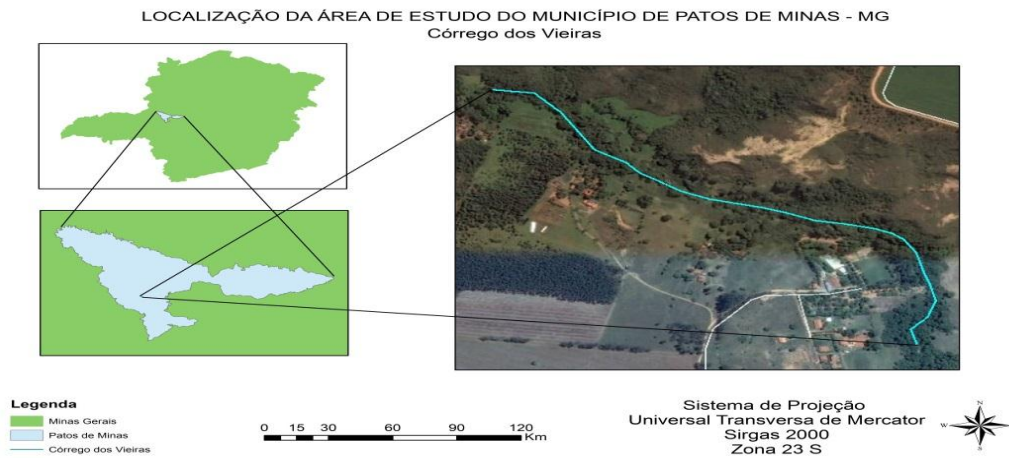 LOCALIZAÇÃO DA ÁREA DE ESTUDO DO MUNICÍPIO DE PATOS DE MINAS - MG
Córrego dos Vieiras
Legenda
Minas Gerais
Patos de Minas
Córrego dos Vieiras
0 15 30 60 90 120
Km
Sistema de Projeção
Universal Transversa de Mercator
Sirgas 2000
Zona 23 S
N
W
E
S